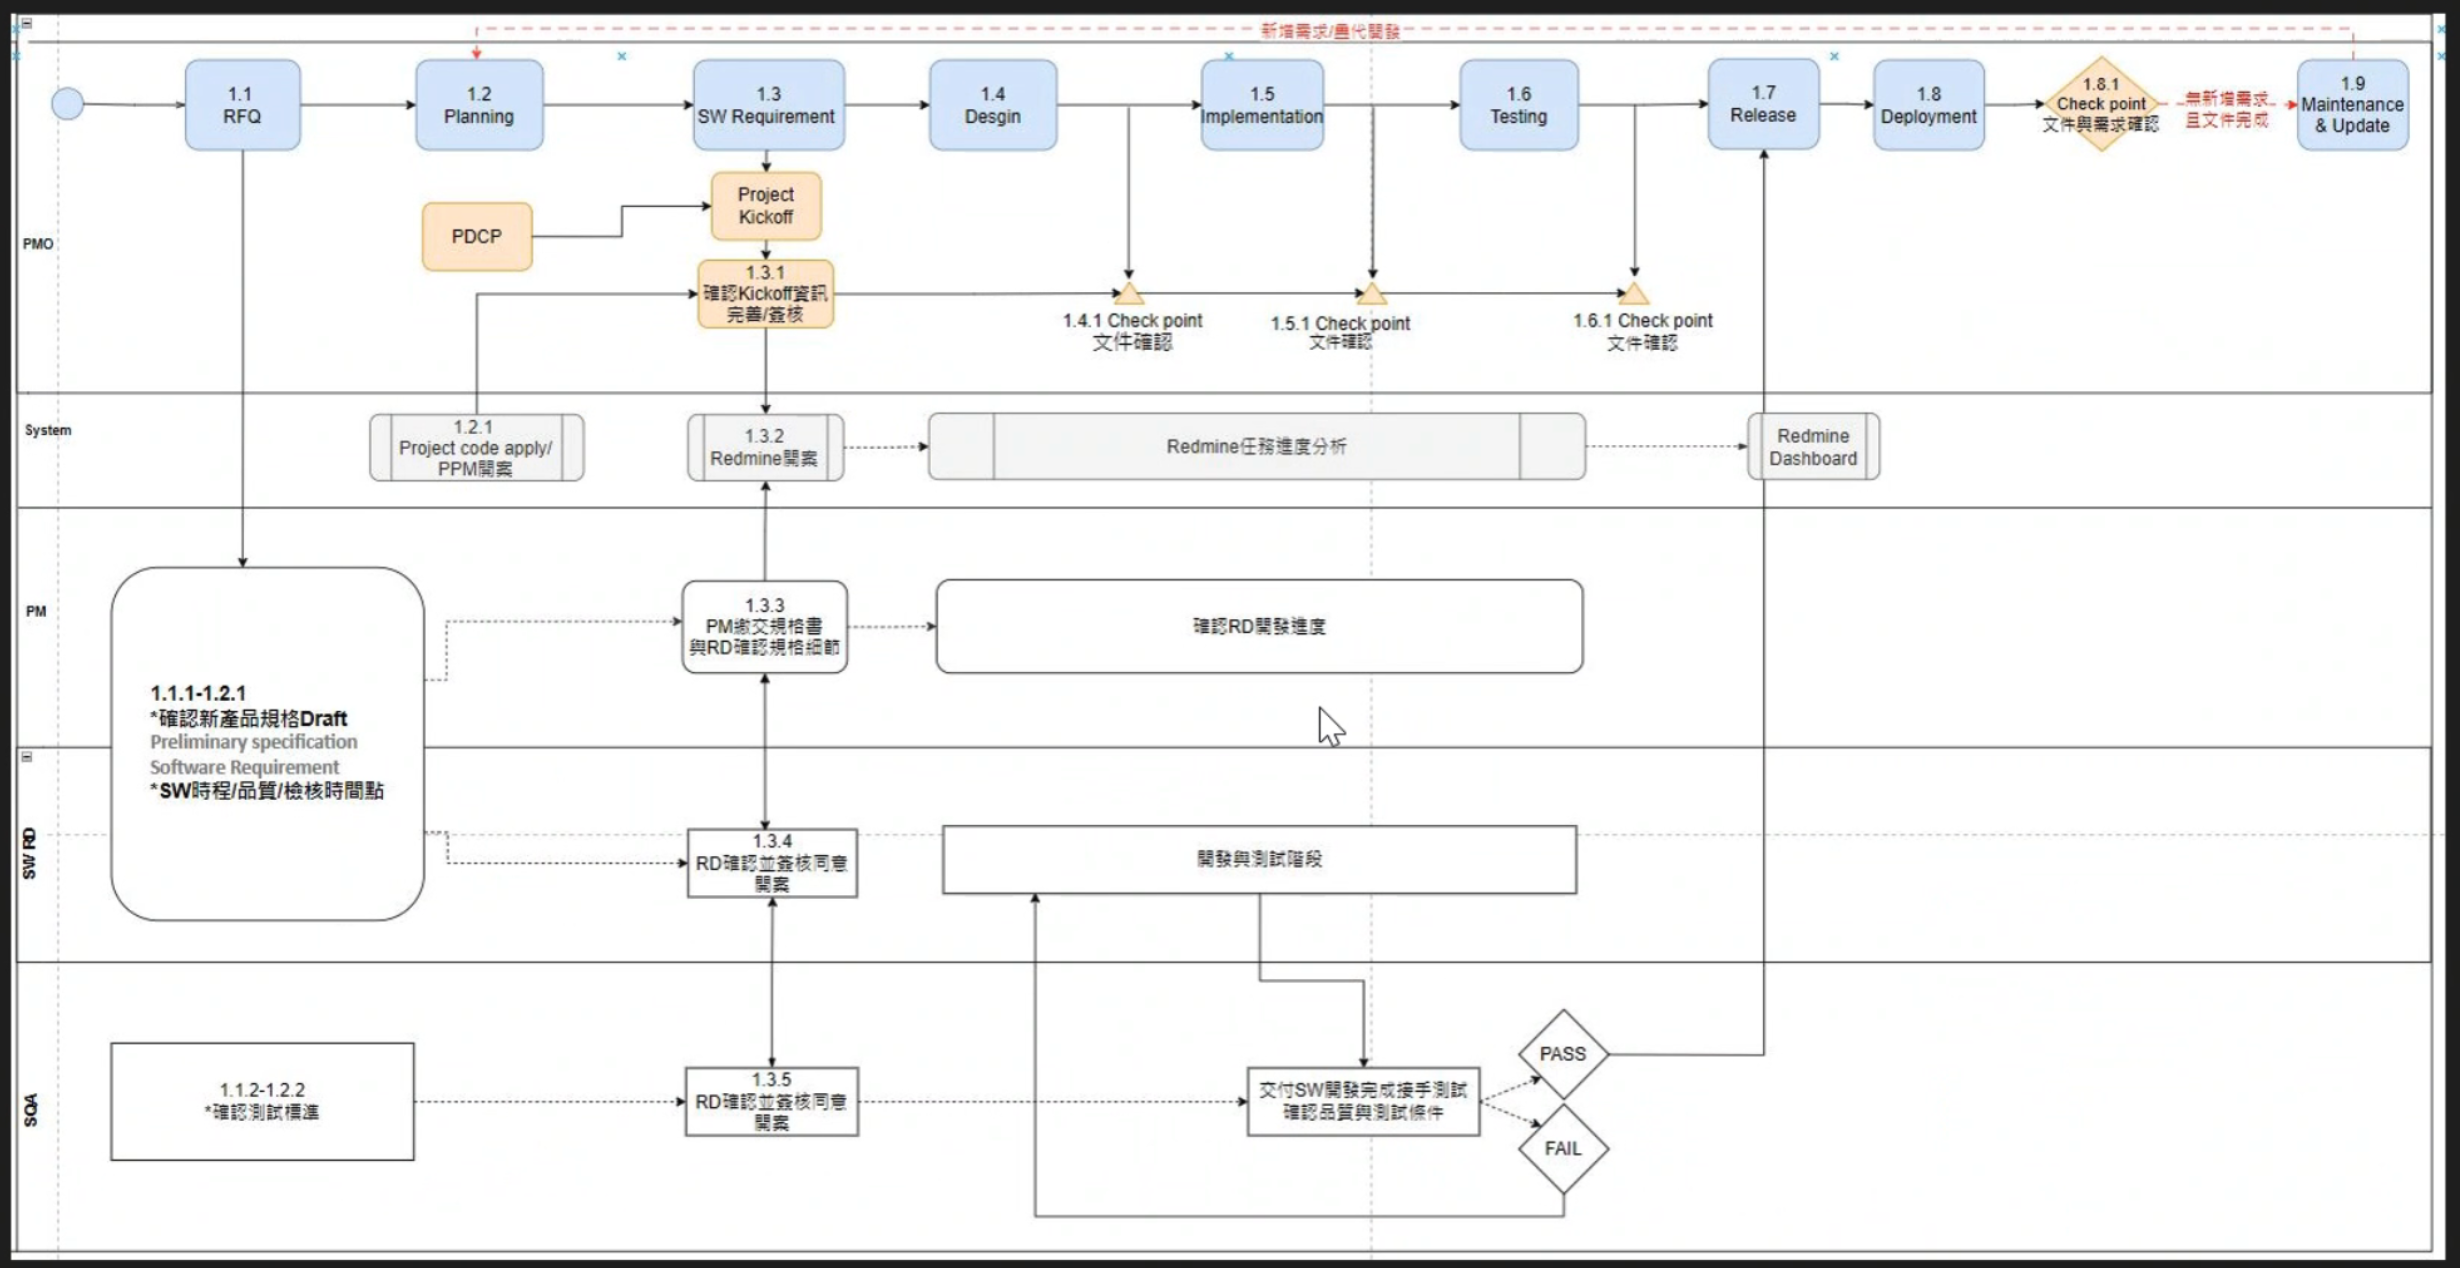 新增需求/疊代開發
1.1
RFQ
1.2
Planning
1.3
SW Requirement
1.4
Desgin
1.5
Implementation
1.6
Testing
1.7
Release
1.8
Deployment
1.8.1
Check point
文件與需求確認
無新增需求
且文件完成
1.9
Maintenance
& Update
PMO
PDCP
Project
Kickoff
1.3.1
確認Kickoff資訊
完善/簽核
1.4.1 Check point
文件確認
1.5.1 Check point
文件確認
1.6.1 Check point
文件確認
System
1.2.1
Project code apply/
PPM開案
1.3.2
Redmine開案
Redmine任務進度分析
Redmine
Dashboard
PM
1.1.1-1.2.1
*確認新產品規格Draft
Preliminary specification
Software Requirement
*SW時程/品質/檢核時間點
1.3.3
PM繳交規格書
與RD確認規格細節
確認RD開發進度
SW RD
1.3.4
RD確認並簽核同意
開案
開發與測試階段
SQA
1.1.2-1.2.2
*確認測試標準
1.3.5
RD確認並簽核同意
開案
交付SW開發完成接手測試
確認品質與測試條件
PASS
FAIL